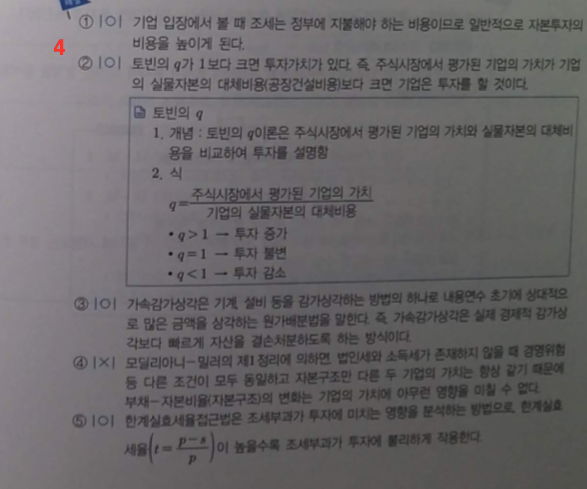 ① |O| 기업 입장에서 볼 때 조세는 정부에 지불해야 하는 비용이므로 일반적으로 자본투자의
비용을 높이게 된다.
4
② |O| 토빈의 q가 1보다 크면 투자가치가 있다. 즉, 주식시장에서 평가된 기업의 가치가 기업
의 실물자본의 대체비용(공장건설비용)보다 크면 기업은 투자를 할 것이다.
토빈의 q
1. 개념 : 토빈의 q이론은 주식시장에서 평가된 기업의 가치와 실물자본의 대체비
용을 비교하여 투자를 설명함
2. 식
q=주식시장에서 평가된 기업의 가치/기업의 실물자본의 대체비용
• q > 1 → 투자 증가
• q = 1 → 투자 불변
• q < 1 → 투자 감소
③ |O| 가속감가상각은 기계, 설비 등을 감가상각하는 방법의 하나로 내용연수 초기에 상대적으
로 많은 금액을 상각하는 원가배분법을 말한다. 즉, 가속감가상각은 실제 경제적 감가상
각보다 빠르게 자산을 결손처분하도록 하는 방식이다.
④ |×| 모딜리아니-밀러의 제1정리에 의하면, 법인세와 소득세가 존재하지 않을 때 경영위험
등 다른 조건이 모두 동일하고 자본구조만 다른 두 기업의 가치는 항상 같기 때문에
부채-자본비율(자본구조)의 변화는 기업의 가치에 아무런 영향을 미칠 수 없다.
⑤ |O| 한계실효세율접근법은 조세부과가 투자에 미치는 영향을 분석하는 방법으로, 한계실효
세율(t = p-s/p)이 높을수록 조세부과가 투자에 불리하게 작용한다.